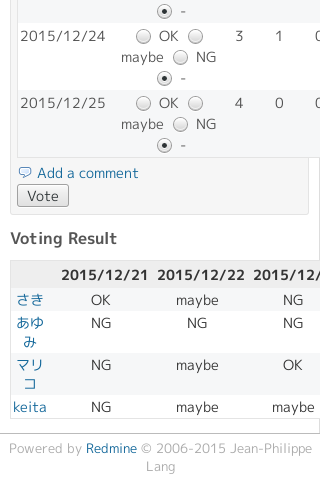 -
2015/12/24 OK 3 1
maybe NG
-
2015/12/25 OK 4 0
maybe NG
-
Add a comment
Vote
Voting Result
2015/12/21 2015/12/22 2015/12/
さき OK maybe NG
あゆ NG NG NG
み
マリ NG maybe OK
コ
keita NG maybe maybe
Powered by Redmine © 2006-2015 Jean-Philippe
Lang